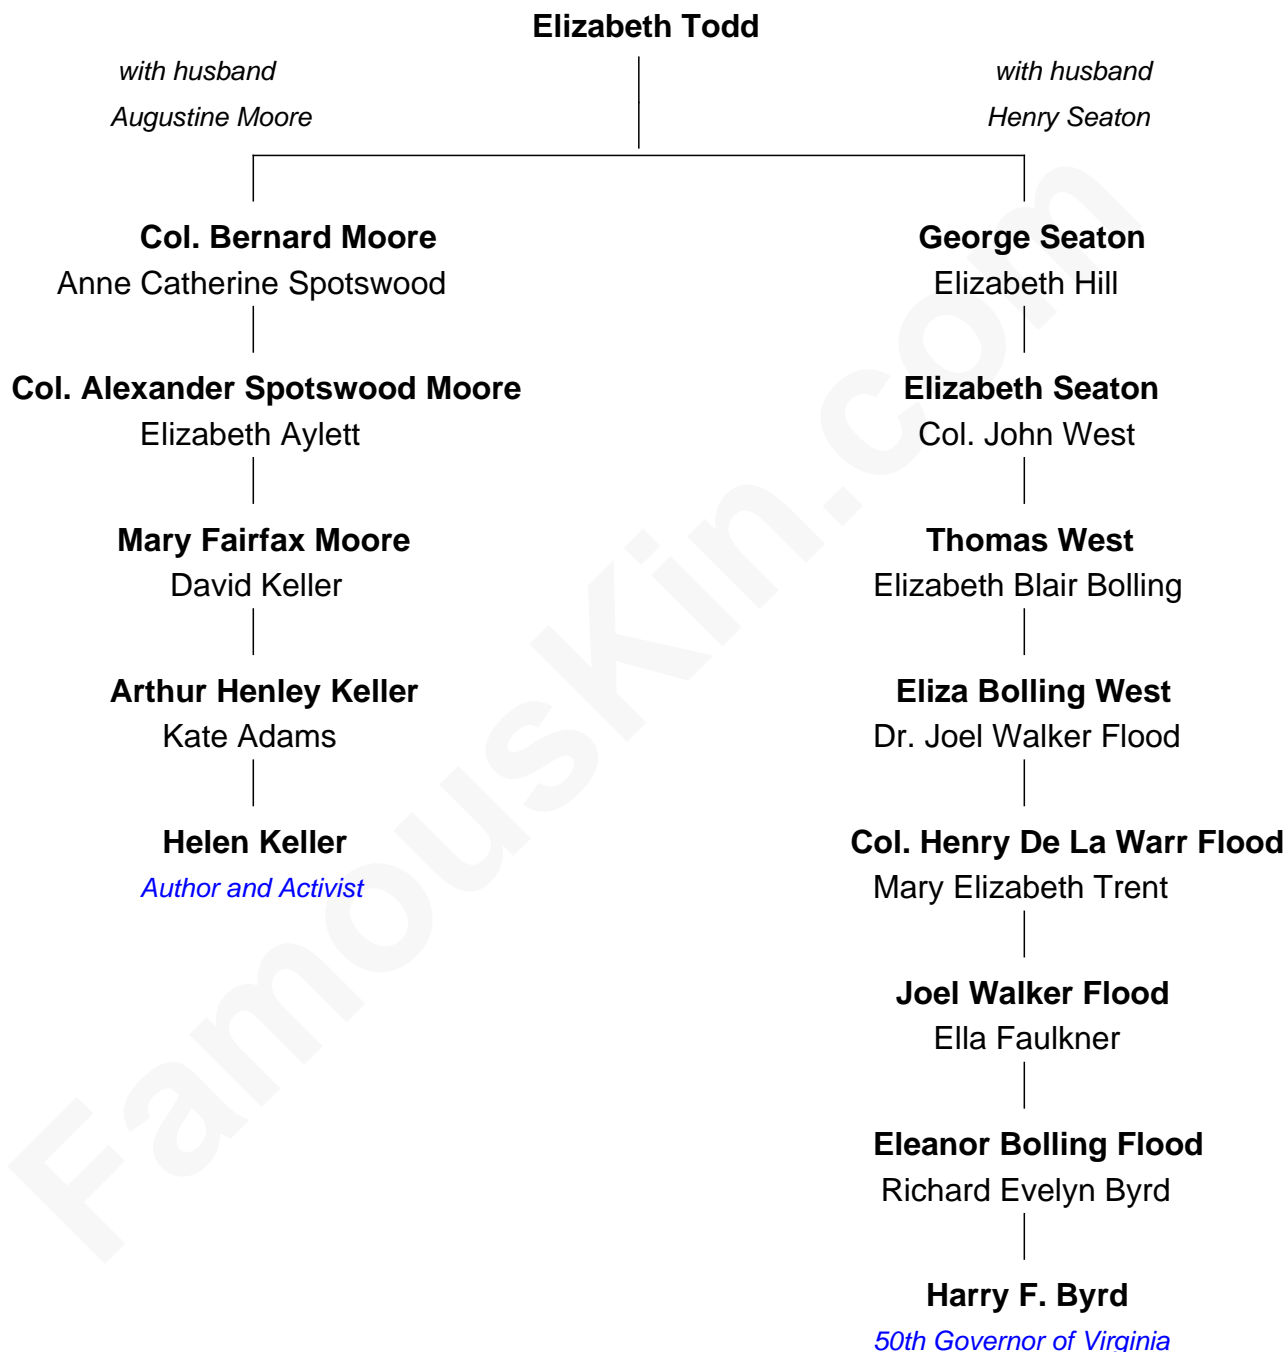 Elizabeth Todd
with husband
Augustine Moore
with husband
Henry Seaton
Col. Bernard Moore
Anne Catherine Spotswood
Col. Alexander Spotswood Moore
Elizabeth Aylett
Mary Fairfax Moore
David Keller
Arthur Henley Keller
Kate Adams
Helen Keller
Author and Activist
George Seaton
Elizabeth Hill
Elizabeth Seaton
Col. John West
Thomas West
Elizabeth Blair Bolling
Eliza Bolling West
Dr. Joel Walker Flood
Col. Henry De La Warr Flood
Mary Elizabeth Trent
Joel Walker Flood
Ella Faulkner
Eleanor Bolling Flood
Richard Evelyn Byrd
Harry F. Byrd
50th Governor of Virginia
FamousKin.com